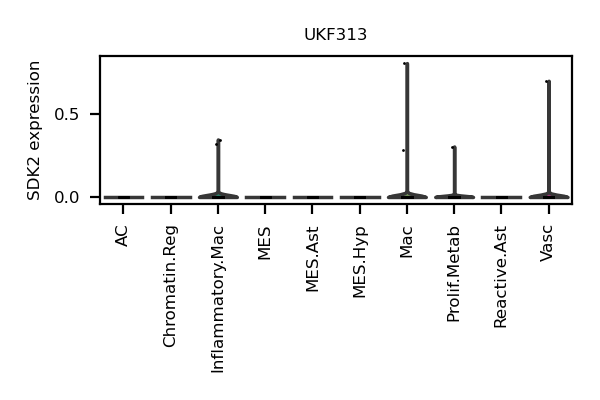 UKF313
SDK2 expression
0.5
0.0
AC
Chromatin.Reg
Inflammatory.Mac
MES
MES.Ast
MES.Hyp
Mac
Prolif.Metab
Reactive.Ast
Vasc